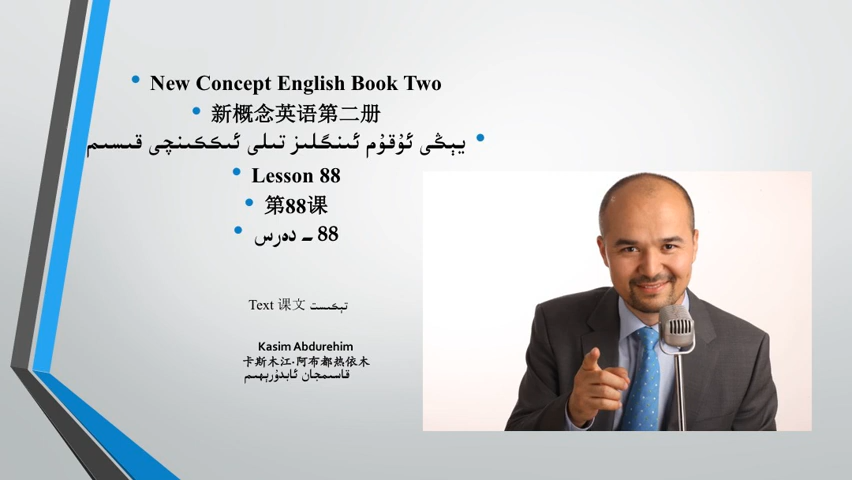 New Concept English Book Two
新概念英语第二册
يېڭى ئۇقۇم ئىنگلىز تىلى ئىككىنچى قىسىم
Lesson 88
第88课
88 ـ دەرس
Text 课文 تېكىست
Kasim Abdurehim
卡斯木江·阿布都热依木
قاسىمجان ئابدۇرېھىم